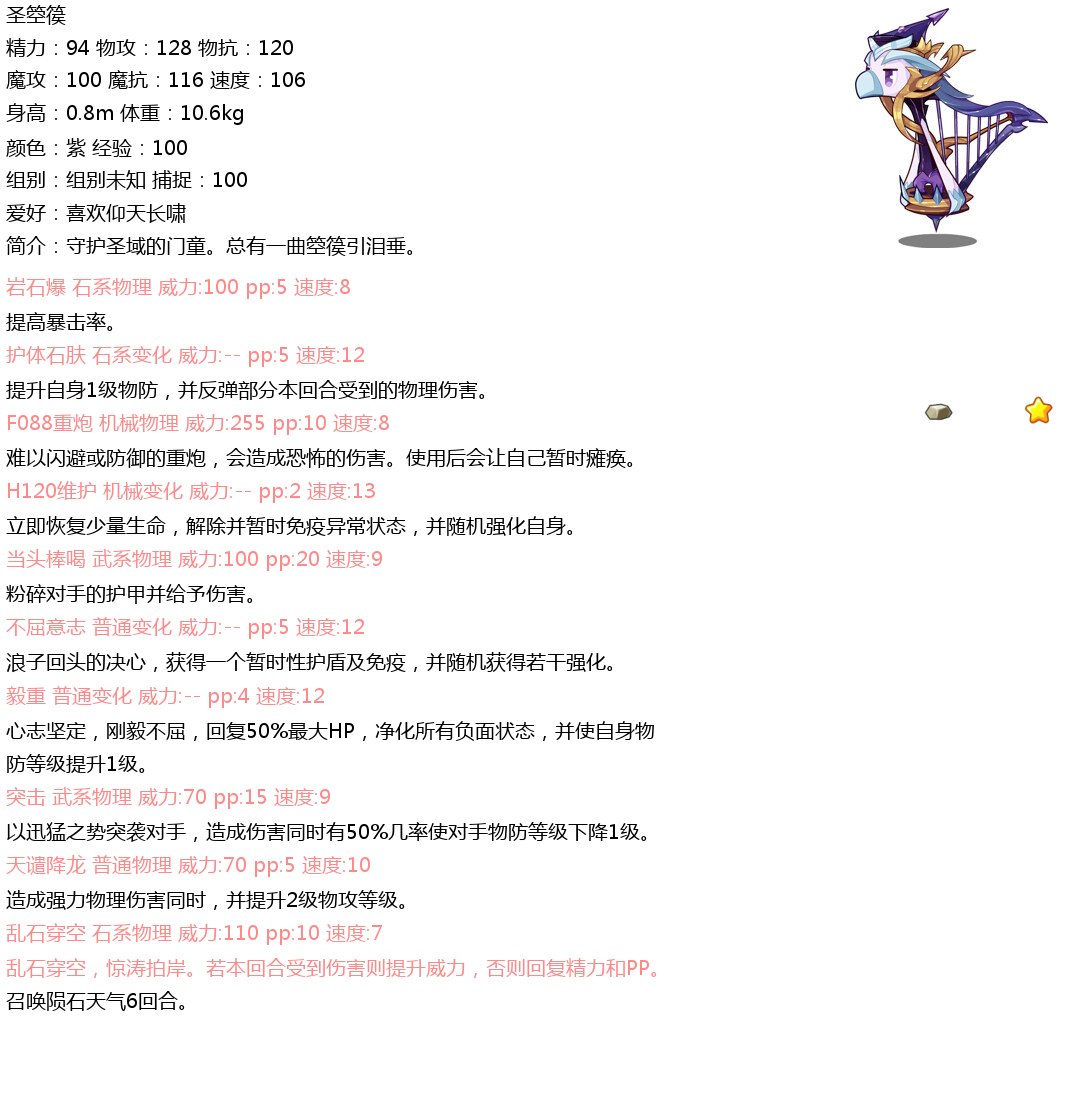 圣箜篌
精力：94 物攻：128 物抗：120
魔攻：100 魔抗：116 速度：106
身高：0.8m 体重：10.6kg
颜色：紫 经验：100
组别：组别未知 捕捉：100
爱好：喜欢仰天长啸
简介：守护圣域的门童。总有一曲箜篌引泪垂。
岩石爆 石系物理 威力:100 pp:5 速度:8
提高暴击率。
护体石肤 石系变化 威力:-- pp:5 速度:12
提升自身1级物防，并反弹部分本回合受到的物理伤害。
F088重炮 机械物理 威力:255 pp:10 速度:8
难以闪避或防御的重炮，会造成恐怖的伤害。使用后会让自己暂时瘫痪。
H120维护 机械变化 威力:-- pp:2 速度:13
立即恢复少量生命，解除并暂时免疫异常状态，并随机强化自身。
当头棒喝 武系物理 威力:100 pp:20 速度:9
粉碎对手的护甲并给予伤害。
不屈意志 普通变化 威力:-- pp:5 速度:12
浪子回头的决心，获得一个暂时性护盾及免疫，并随机获得若干强化。
毅重 普通变化 威力:-- pp:4 速度:12
心志坚定，刚毅不屈，回复50%最大HP，净化所有负面状态，并使自身物
防等级提升1级。
突击 武系物理 威力:70 pp:15 速度:9
以迅猛之势突袭对手，造成伤害同时有50%几率使对手物防等级下降1级。
天谴降龙 普通物理 威力:70 pp:5 速度:10
造成强力物理伤害同时，并提升2级物攻等级。
乱石穿空 石系物理 威力:110 pp:10 速度:7
乱石穿空，惊涛拍岸。若本回合受到伤害则提升威力，否则回复精力和PP。
召唤陨石天气6回合。